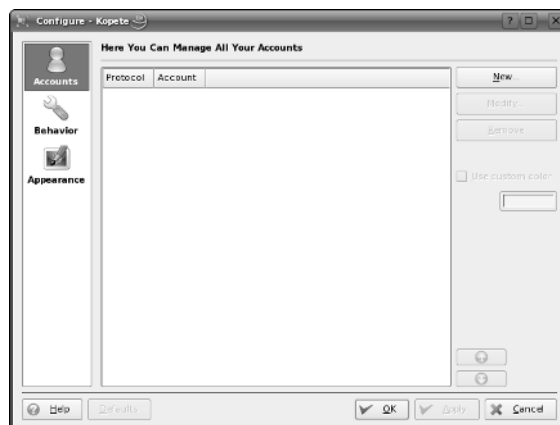 Configure - Kopete
Here You Can Manage All Your Accounts
Accounts
Behavior
Appearance
Protocol Account
New...
Modify...
Remove
Use custom color
Help
Defaults
OK
Apply
Cancel